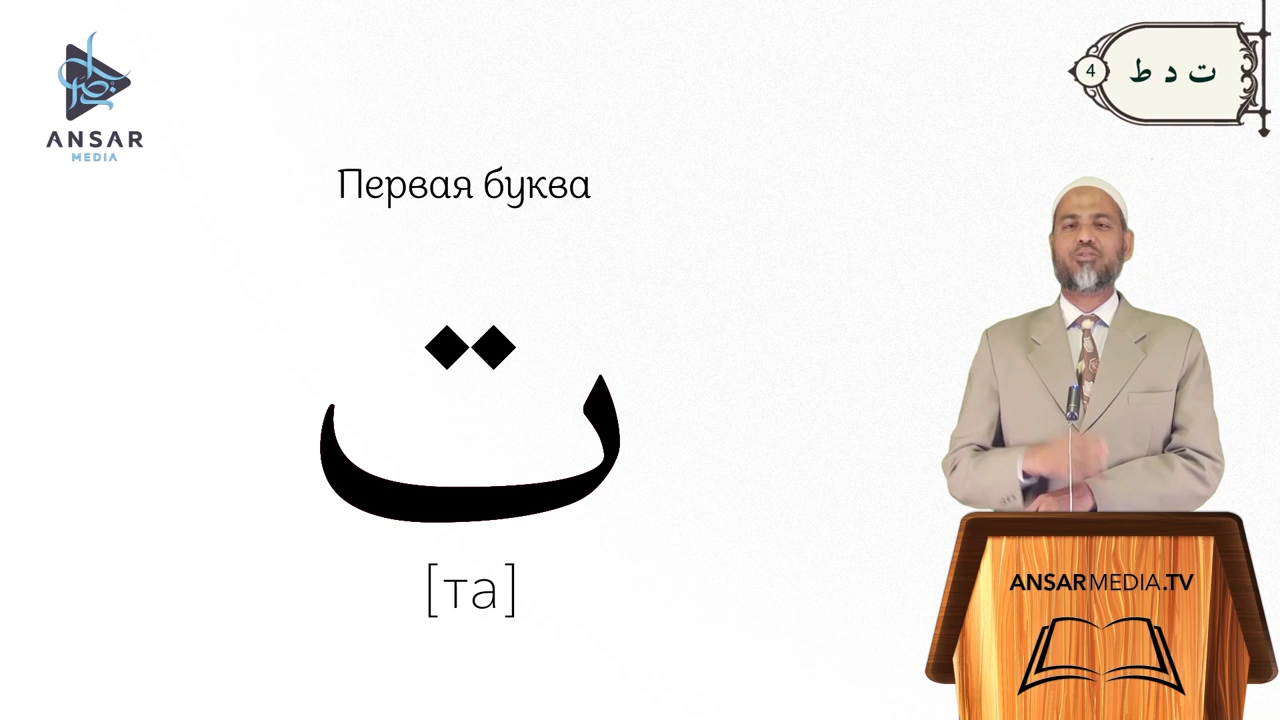 ANSAR
MEDIA
4
ت د ط
Первая буква
ت
[та]
ANSARMEDIA.TV